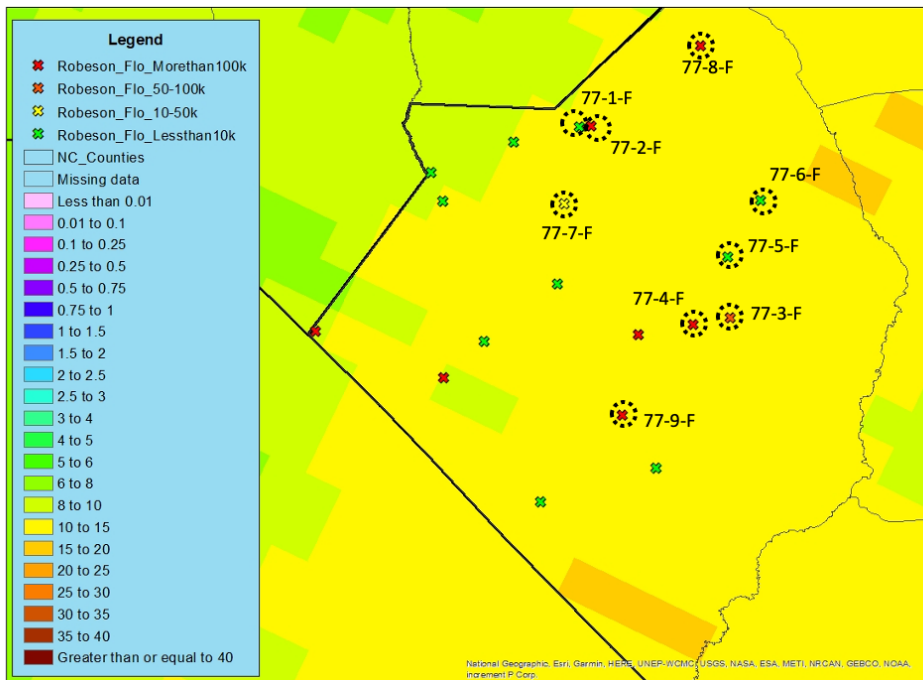 Legend
Robeson_Flo_Morethan100k
Robeson_Flo_50-100k
Robeson_Flo_10-50k
Robeson_Flo_Lessthan10k
NC_Counties
Missing data
Less than 0.01
0.01 to 0.1
0.1 to 0.25
0.25 to 0.5
0.5 to 0.75
0.75 to 1
1 to 1.5
1.5 to 2
2 to 2.5
2.5 to 3
3 to 4
4 to 5
5 to 6
6 to 8
8 to 10
10 to 15
15 to 20
20 to 25
25 to 30
30 to 35
35 to 40
Greater than or equal to 40
77-8-F
77-1-F
77-2-F
77-6-F
77-7-F
77-5-F
77-4-F
77-3-F
77-9-F
National Geographic, Esri, Garmin, HERE, UNEP-WCMC, USGS, NASA, ESA, METI, NRCAN, GEBCO, NOAA,
increment P Corp.